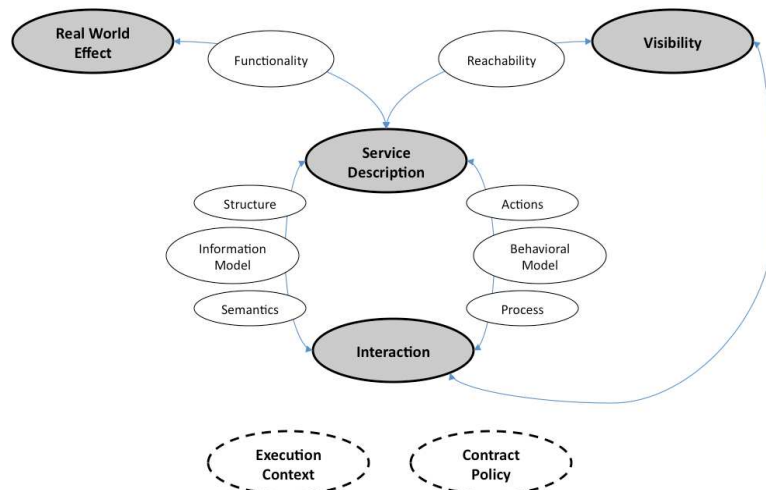 Real World
Effect
Functionality
Reachability
Visibility
Service
Description
Structure
Actions
Information
Model
Behavioral
Model
Semantics
Process
Interaction
Execution
Context
Contract
Policy